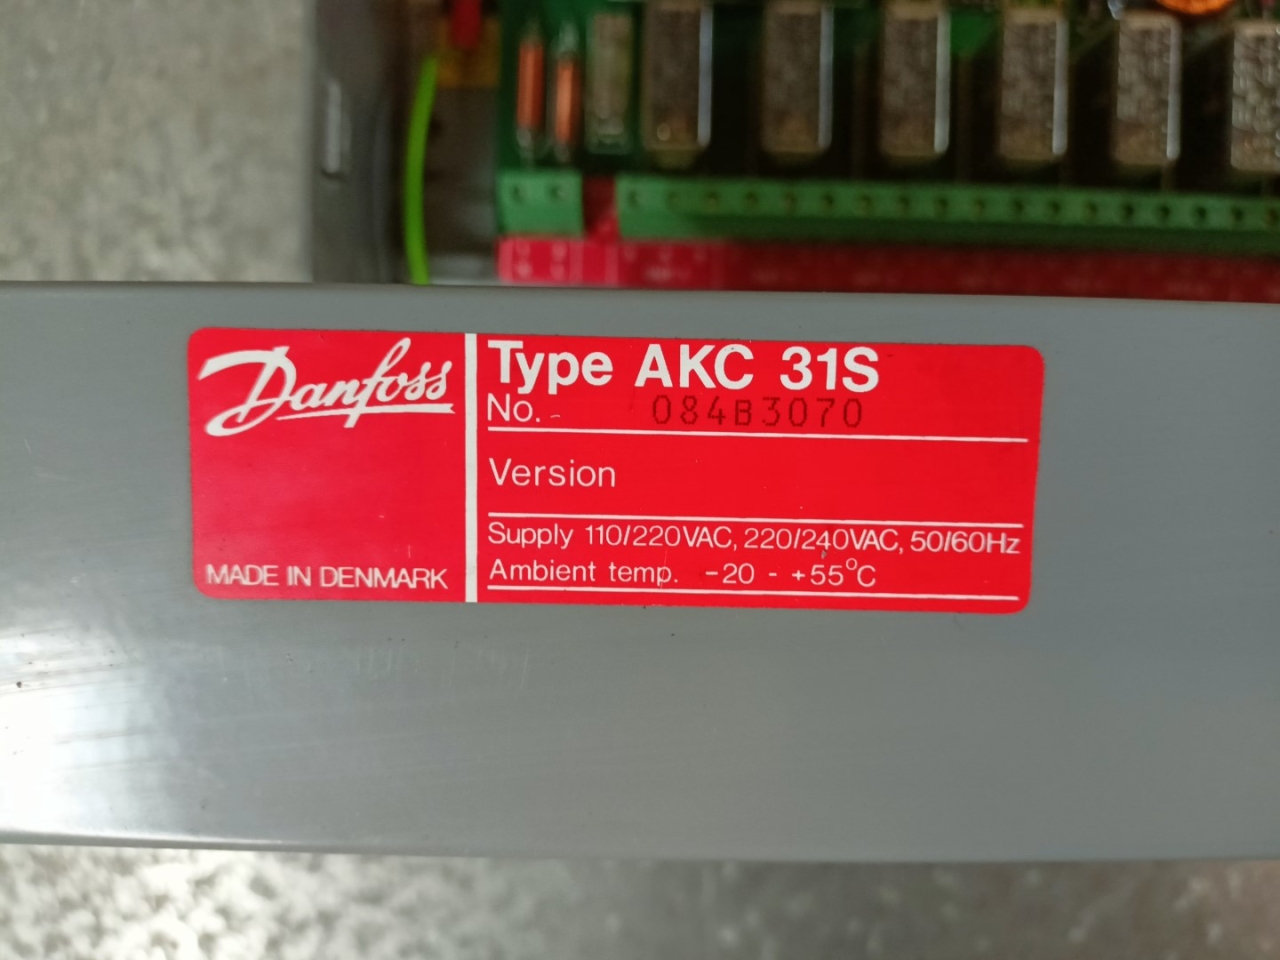 Danfoss
MADE IN DENMARK
Type AKC 31S
No. 084B3070
Version
Supply 110/220VAC, 220/240VAC, 50/60Hz
Ambient temp. -20 - +55°C